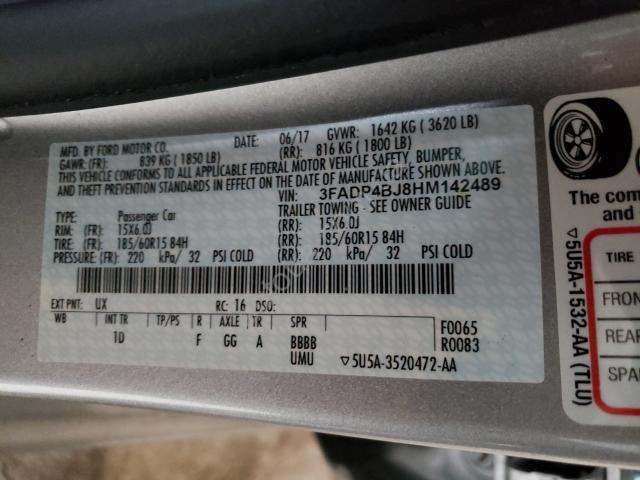 MFD. BY FORD MOTOR CO.
DATE: 06/17 GVWR: 1642 KG ( 3620 LB)
GAWR: (FR): 839 KG ( 1850 LB) (RR): 816 KG ( 1800 LB)
THIS VEHICLE CONFORMS TO ALL APPLICABLE FEDERAL MOTOR VEHICLE SAFETY, BUMPER,
AND THEFT PREVENTION STANDARDS IN EFFECT ON THE DATE OF MANUFACTURE SHOWN ABOVE.
VIN: 3FADP4BJ8HM142489
TYPE: Passenger Car TRAILER TOWING - SEE OWNER GUIDE
RIM: (FR): 15X6.0J (RR): 15X6.0J
TIRE: (FR): 185/60R15 84H (RR): 185/60R15 84H
PRESSURE: (FR): 220 kPa/ 32 PSI COLD (RR): 220 kPa/ 32 PSI COLD
EXT PNT: UX RC: 16 DSO:
WB INT TR TP/PS R AXLE TR SPR F0065
1D F GG A BBBB R0083
UMU ▽5U5A-3520472-AA
The com
TIRE
FRON
REAR
SPAR
▽5U5A-1532-AA (TLU)